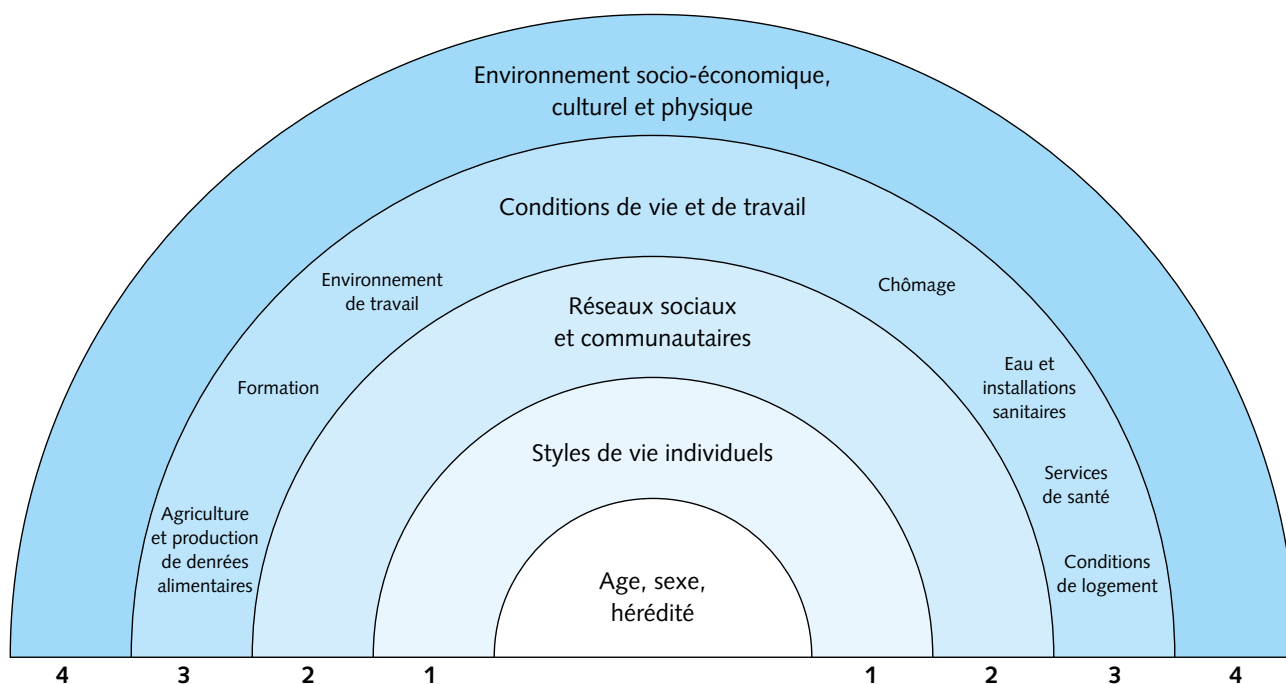 Environnement socio-économique,
culturel et physique
Conditions de vie et de travail
Environnement
de travail
Chômage
Réseaux sociaux
et communautaires
Formation
Eau et
installations
sanitaires
Styles de vie individuels
Services
de santé
Agriculture
et production
de denrées
alimentaires
Conditions
de logement
Age, sexe,
hérédité
4 3 2 1 1 2 3 4